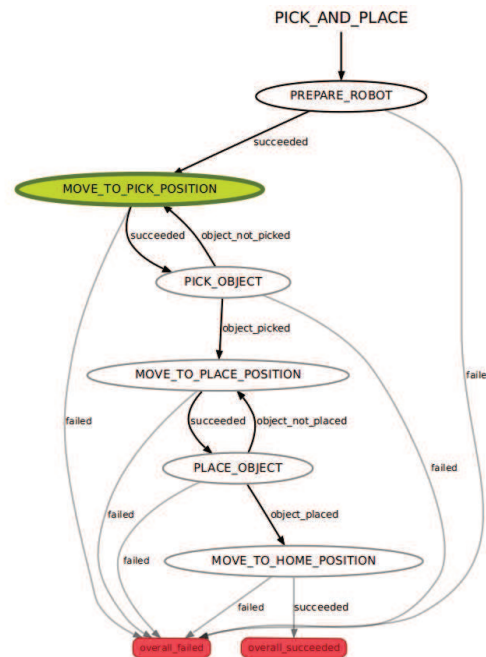 PICK_AND_PLACE
PREPARE_ROBOT
succeeded
MOVE_TO_PICK_POSITION
succeeded
object_not_picked
PICK_OBJECT
object_picked
MOVE_TO_PLACE_POSITION
failed
failed
succeeded
object_not_placed
PLACE_OBJECT
failed
object_placed
failed
failed
MOVE_TO_HOME_POSITION
failed
succeeded
overall_failed
overall_succeeded